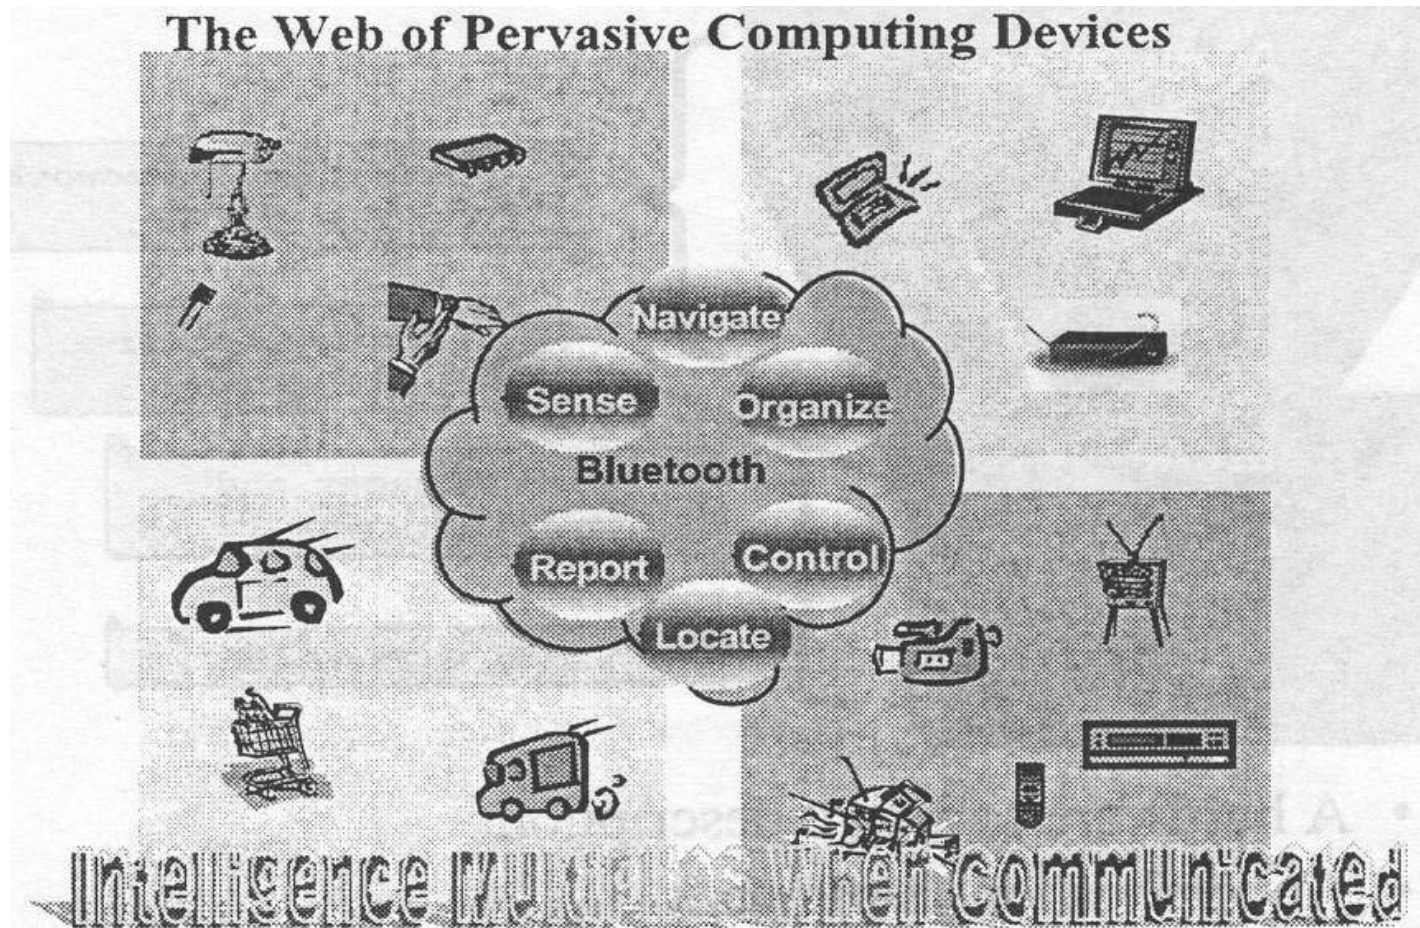 The Web of Pervasive Computing Devices
Navigate
Sense
Organize
Bluetooth
Report
Control
Locate
• A
Intelligence Multiplies when communicated